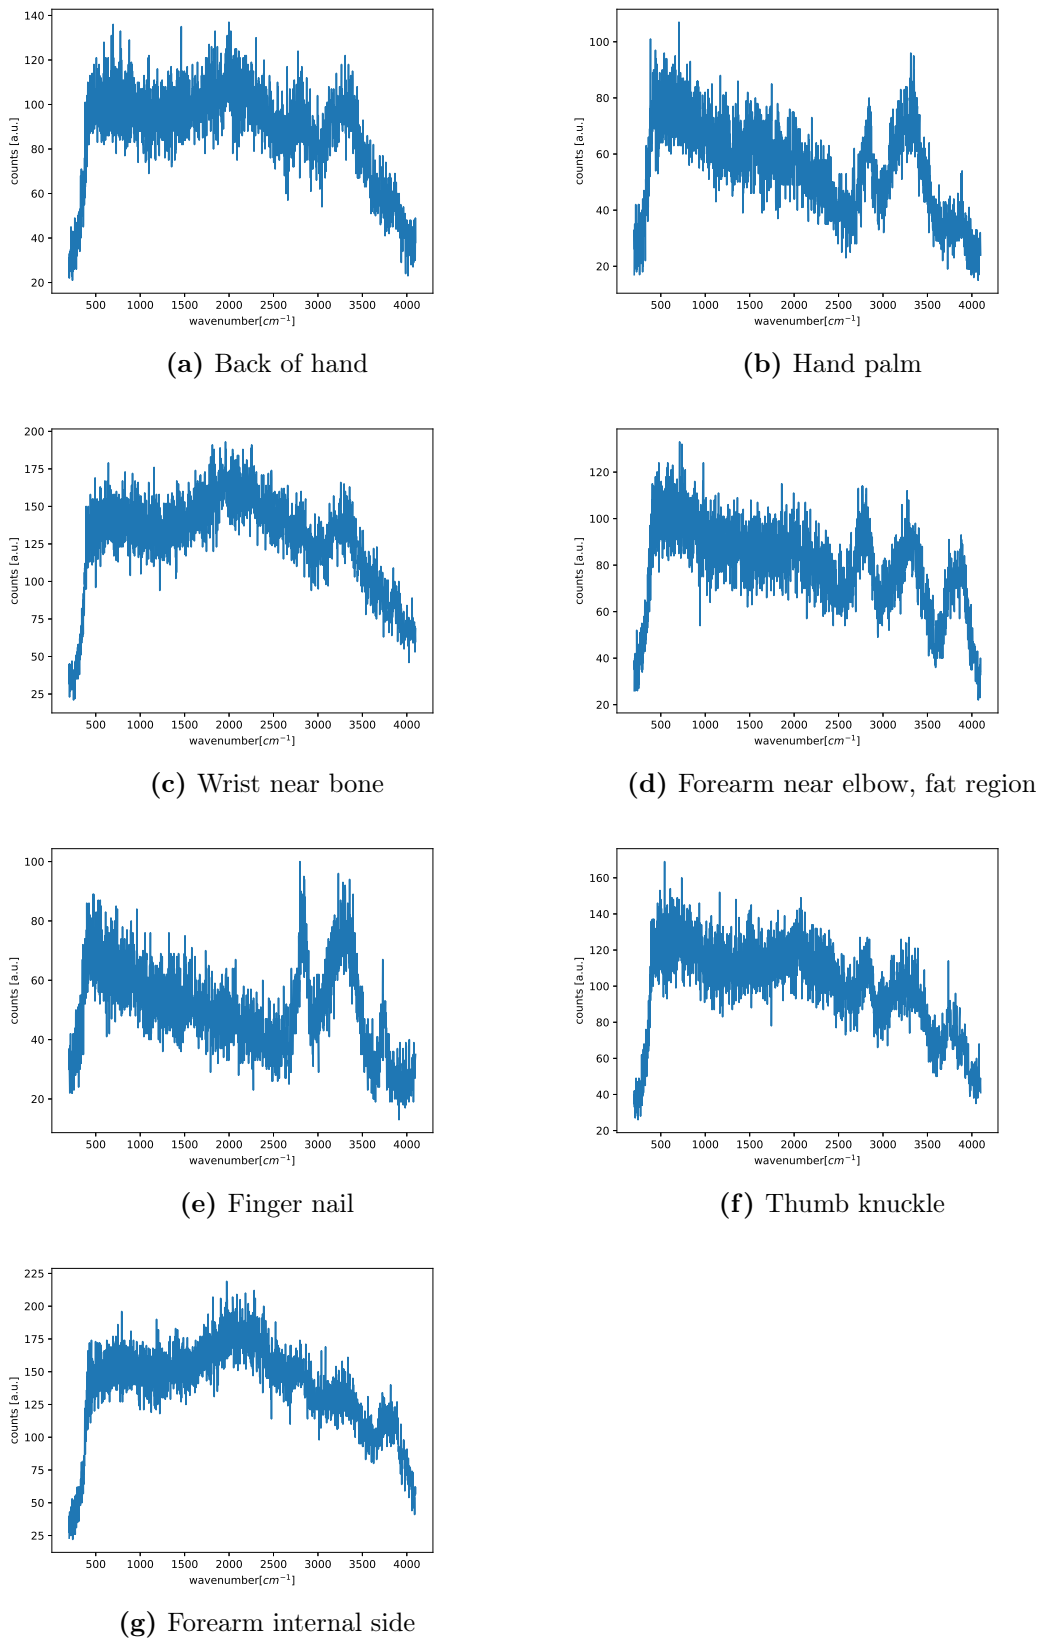 140
120
100
80
60
40
20
counts [a.u.]
500 1000 1500 2000 2500 3000 3500 4000
wavenumber[cm⁻¹]
(a) Back of hand
100
80
60
40
20
counts [a.u.]
500 1000 1500 2000 2500 3000 3500 4000
wavenumber[cm⁻¹]
(b) Hand palm
200
175
150
125
100
75
50
25
counts [a.u.]
500 1000 1500 2000 2500 3000 3500 4000
wavenumber[cm⁻¹]
(c) Wrist near bone
120
100
80
60
40
20
counts [a.u.]
500 1000 1500 2000 2500 3000 3500 4000
wavenumber[cm⁻¹]
(d) Forearm near elbow, fat region
100
80
60
40
20
counts [a.u.]
500 1000 1500 2000 2500 3000 3500 4000
wavenumber[cm⁻¹]
(e) Finger nail
160
140
120
100
80
60
40
20
counts [a.u.]
500 1000 1500 2000 2500 3000 3500 4000
wavenumber[cm⁻¹]
(f) Thumb knuckle
225
200
175
150
125
100
75
50
25
counts [a.u.]
500 1000 1500 2000 2500 3000 3500 4000
wavenumber[cm⁻¹]
(g) Forearm internal side